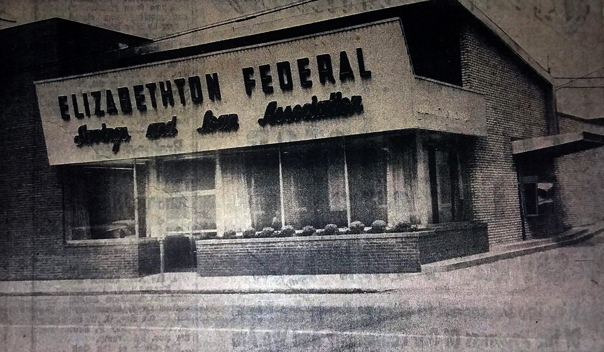 ELIZABETHTON FEDERAL
Savings and Loan Association